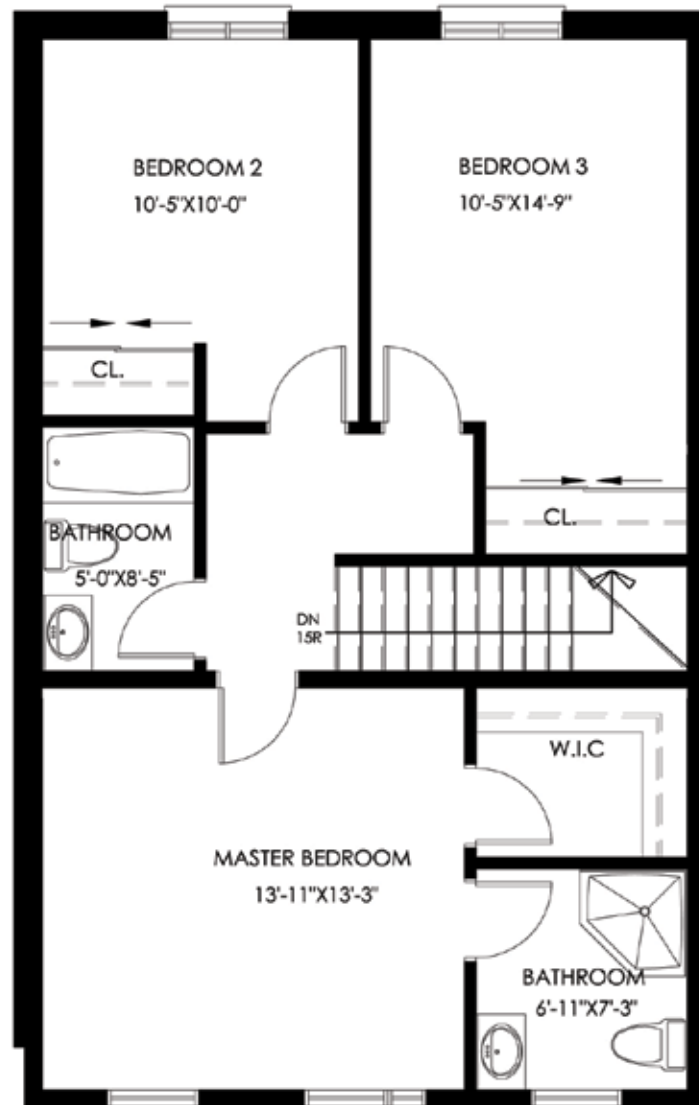 BEDROOM 2
10'-5"X10'-0"
BEDROOM 3
10'-5"X14'-9"
CL.
CL.
BATHROOM
5'-0"X8'-5"
DN
15R
W.I.C
MASTER BEDROOM
13'-11"X13'-3"
BATHROOM
6'-11"X7'-3"